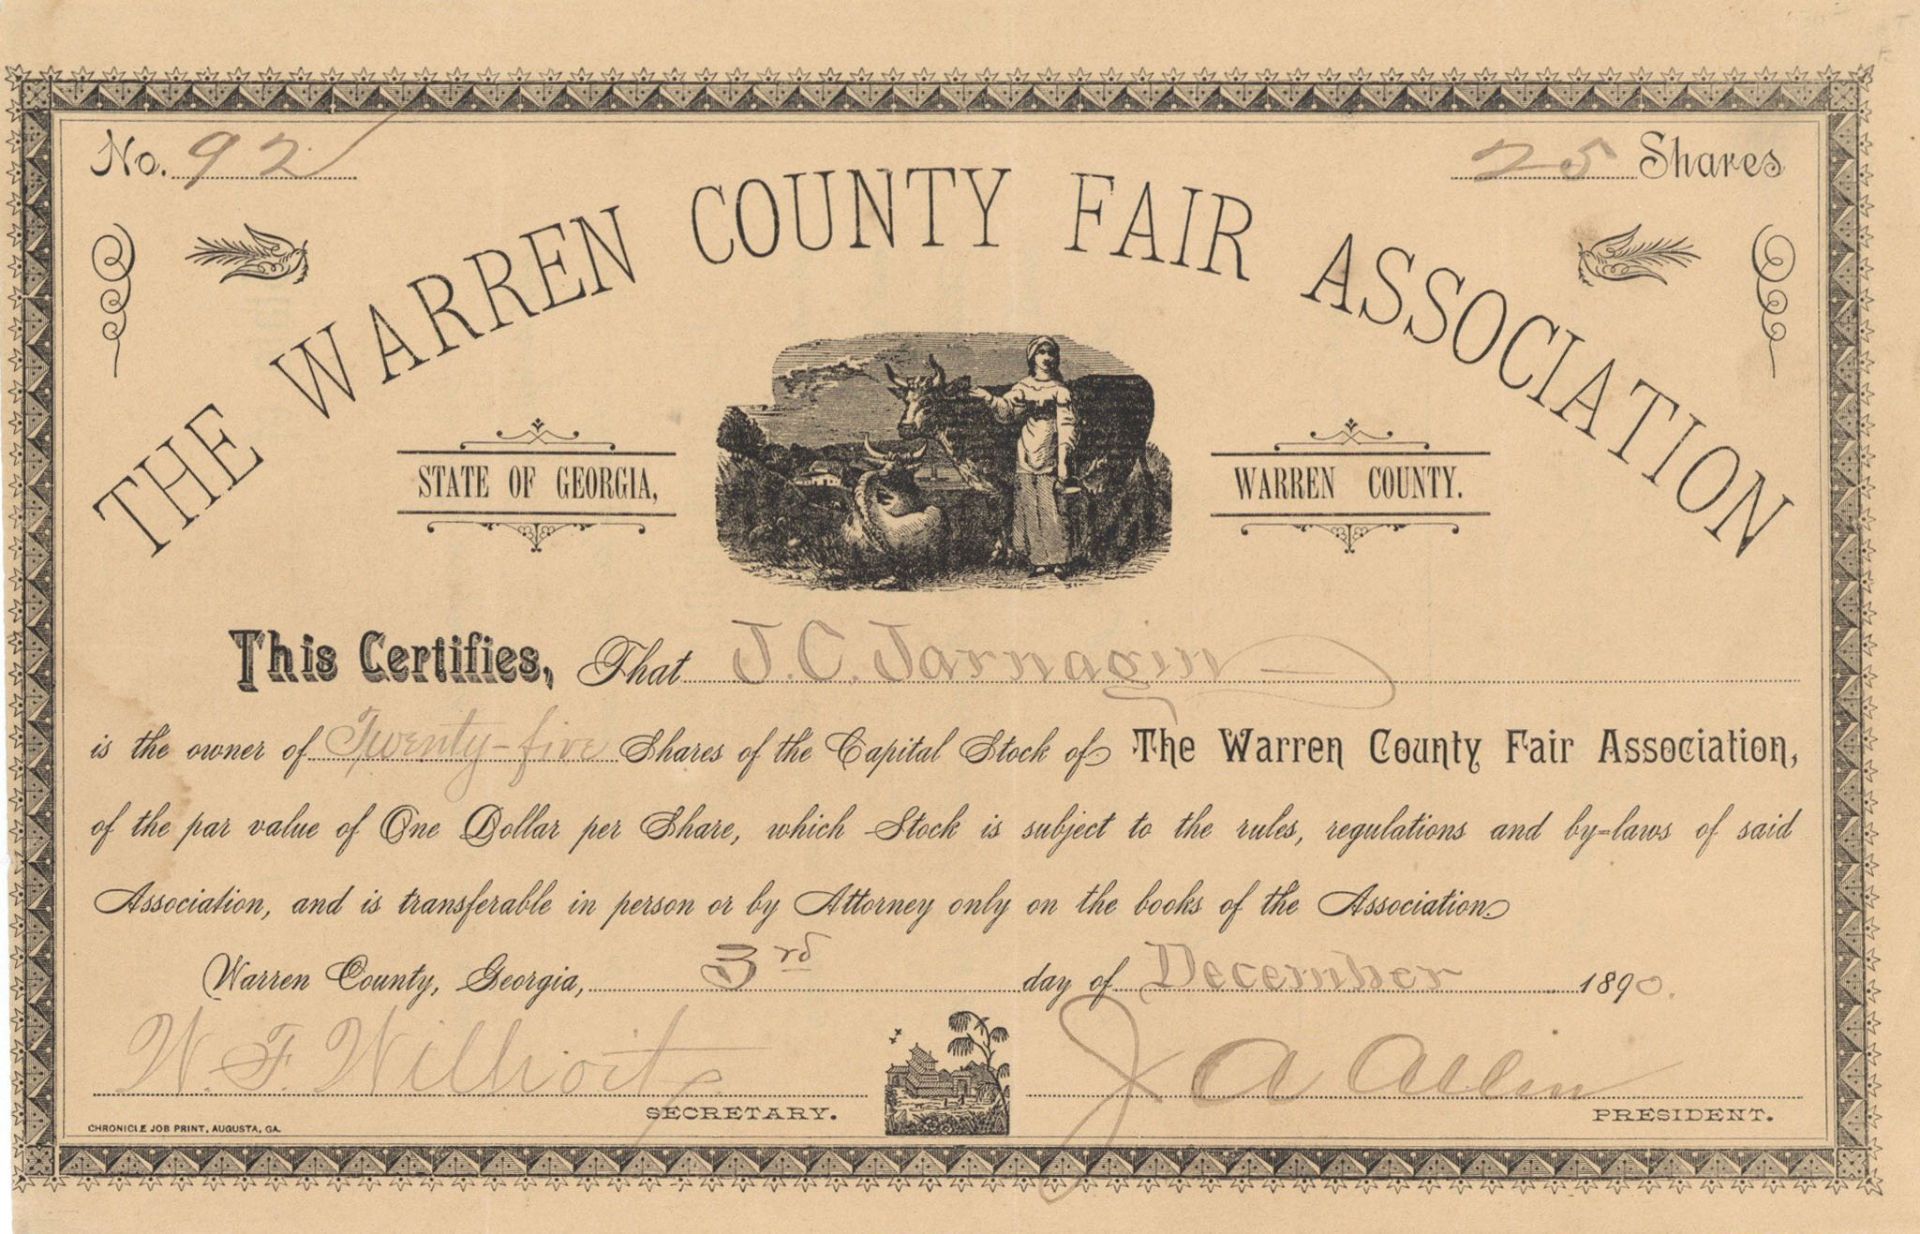 No. 92
25 Shares
THE WARREN COUNTY FAIR ASSOCIATION
STATE OF GEORGIA,
WARREN COUNTY.
This Certifies, That J. C. Jarnagin
is the owner of Twenty-five Shares of the Capital Stock of The Warren County Fair Association,
of the par value of One Dollar per Share, which Stock is subject to the rules, regulations and by=laws of said
Association, and is transferable in person or by Attorney only on the books of the Association.
Warren County, Georgia, 3rd day of December 1890.
W. F. Wilhoit
SECRETARY.
J A Allen
PRESIDENT.
CHRONICLE JOB PRINT, AUGUSTA, GA.